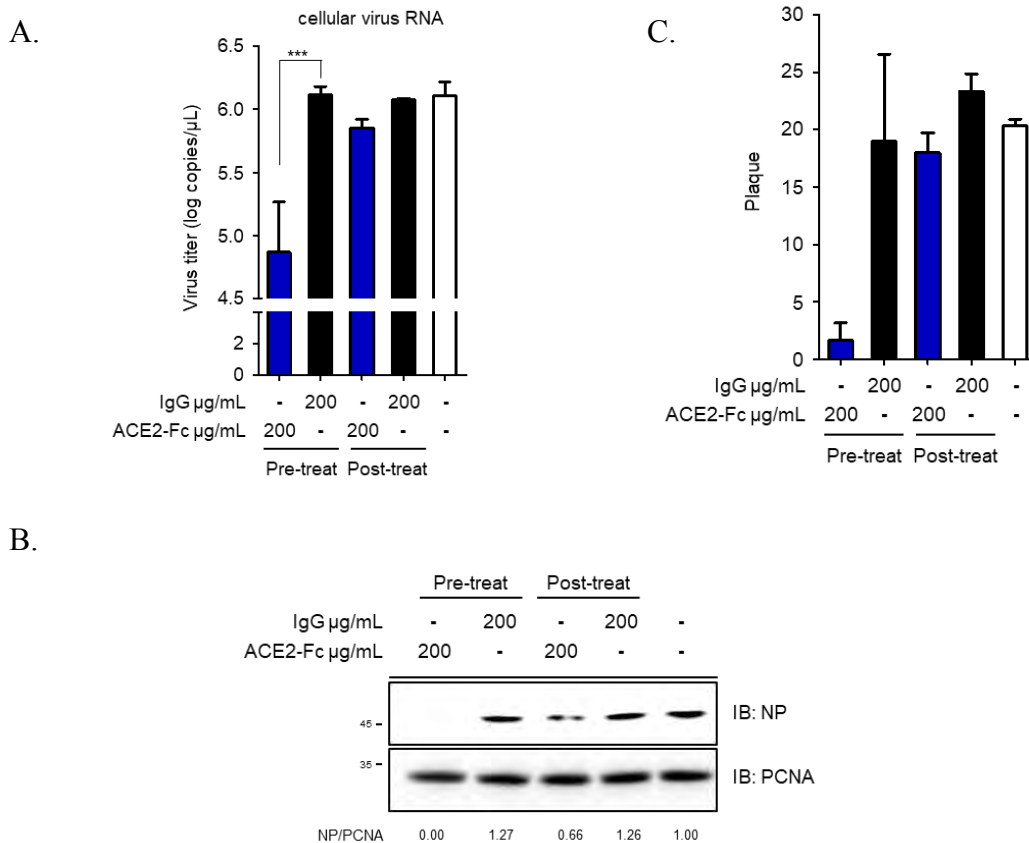 A.
cellular virus RNA
***
Virus titer (log copies/µL)
6.5
6.0
5.5
5.0
4.5
2
0
IgG µg/mL - 200 - 200 -
ACE2-Fc µg/mL 200 - 200 - -
Pre-treat Post-treat
C.
Plaque
30
25
20
15
10
5
0
IgG µg/mL - 200 - 200 -
ACE2-Fc µg/mL 200 - 200 - -
Pre-treat Post-treat
B.
Pre-treat Post-treat
IgG µg/mL - 200 - 200 -
ACE2-Fc µg/mL 200 - 200 - -
45 -
IB: NP
35 -
IB: PCNA
NP/PCNA 0.00 1.27 0.66 1.26 1.00